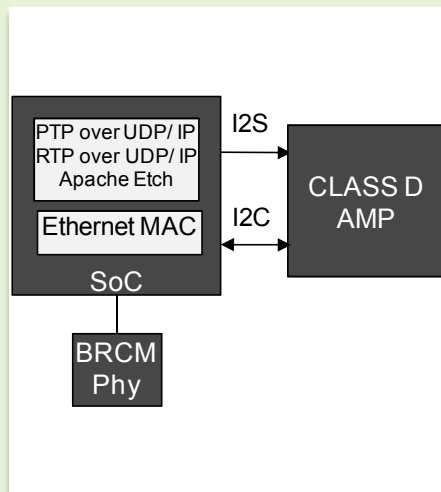 PTP over UDP/ IP
RTP over UDP/ IP
Apache Etch
Ethernet MAC
SoC
I2S
I2C
CLASS D
AMP
BRCM
Phy